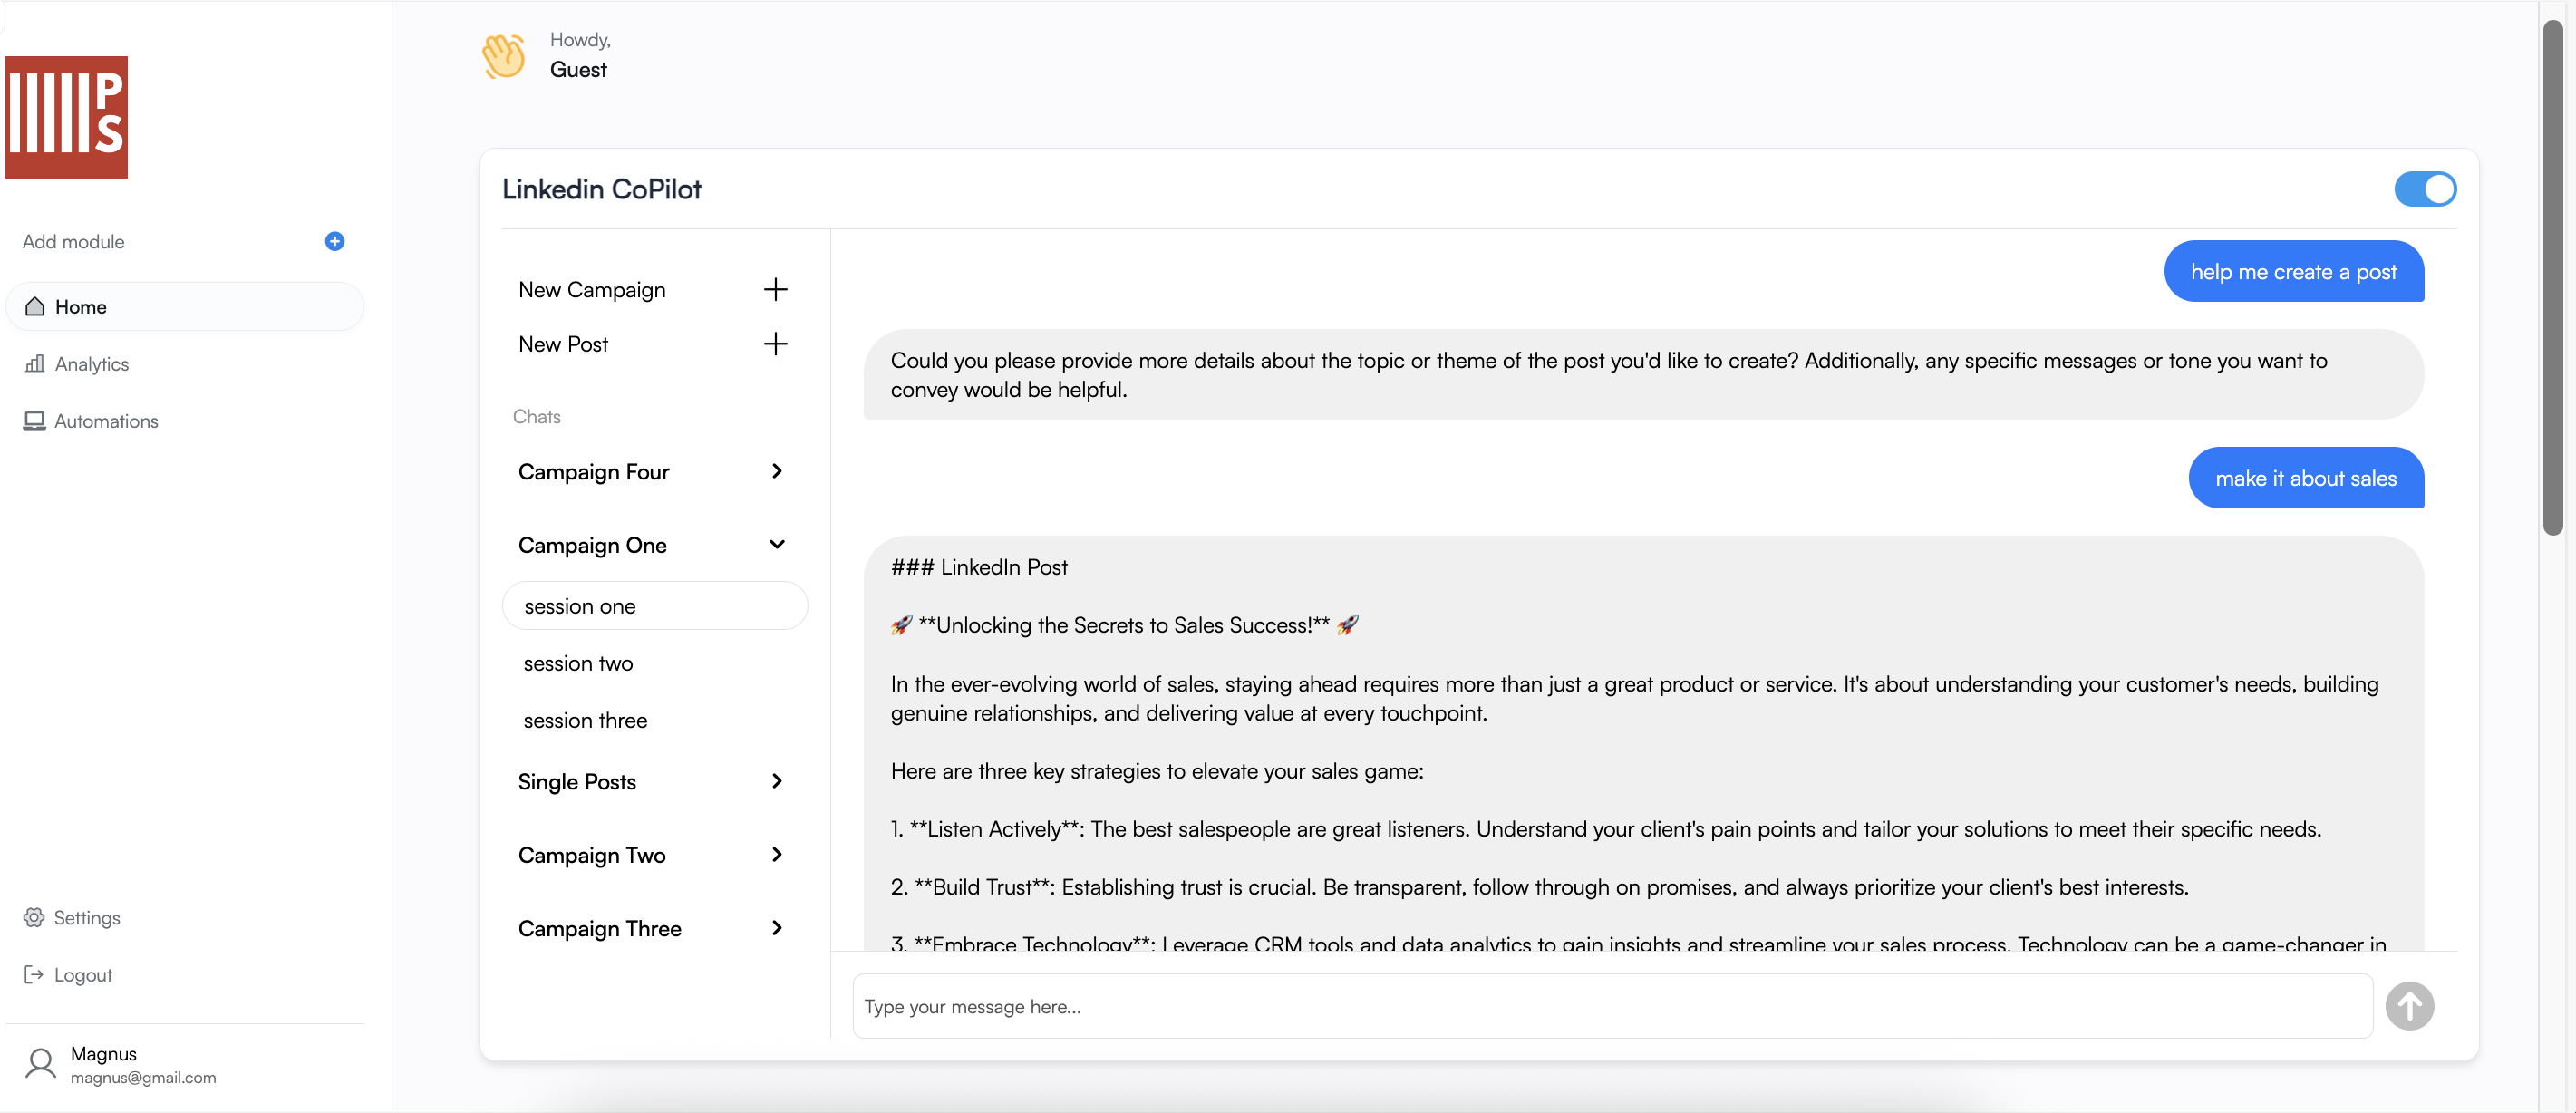 PS
Add module
Home
Analytics
Automations
Settings
Logout
Magnus
magnus@gmail.com
Howdy,
Guest
Linkedin CoPilot
New Campaign
New Post
Chats
Campaign Four
Campaign One
session one
session two
session three
Single Posts
Campaign Two
Campaign Three
help me create a post
Could you please provide more details about the topic or theme of the post you'd like to create? Additionally, any specific messages or tone you want to
convey would be helpful.
make it about sales
### LinkedIn Post
🚀 **Unlocking the Secrets to Sales Success!** 🚀
In the ever-evolving world of sales, staying ahead requires more than just a great product or service. It's about understanding your customer's needs, building
genuine relationships, and delivering value at every touchpoint.
Here are three key strategies to elevate your sales game:
1. **Listen Actively**: The best salespeople are great listeners. Understand your client's pain points and tailor your solutions to meet their specific needs.
2. **Build Trust**: Establishing trust is crucial. Be transparent, follow through on promises, and always prioritize your client's best interests.
3. **Embrace Technology**: Leverage CRM tools and data analytics to gain insights and streamline your sales process. Technology can be a game-changer in
Type your message here...